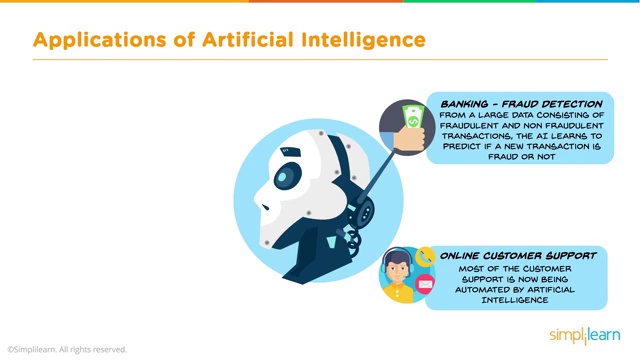 Applications of Artificial Intelligence
BANKING - FRAUD DETECTION
FROM A LARGE DATA CONSISTING OF
FRAUDULENT AND NON FRAUDULENT
TRANSACTIONS, THE AI LEARNS TO
PREDICT IF A NEW TRANSACTION IS
FRAUD OR NOT
ONLINE CUSTOMER SUPPORT
MOST OF THE CUSTOMER
SUPPORT IS NOW BEING
AUTOMATED BY ARTIFICIAL
INTELLIGENCE
©Simplilearn. All rights reserved.
simplilearn